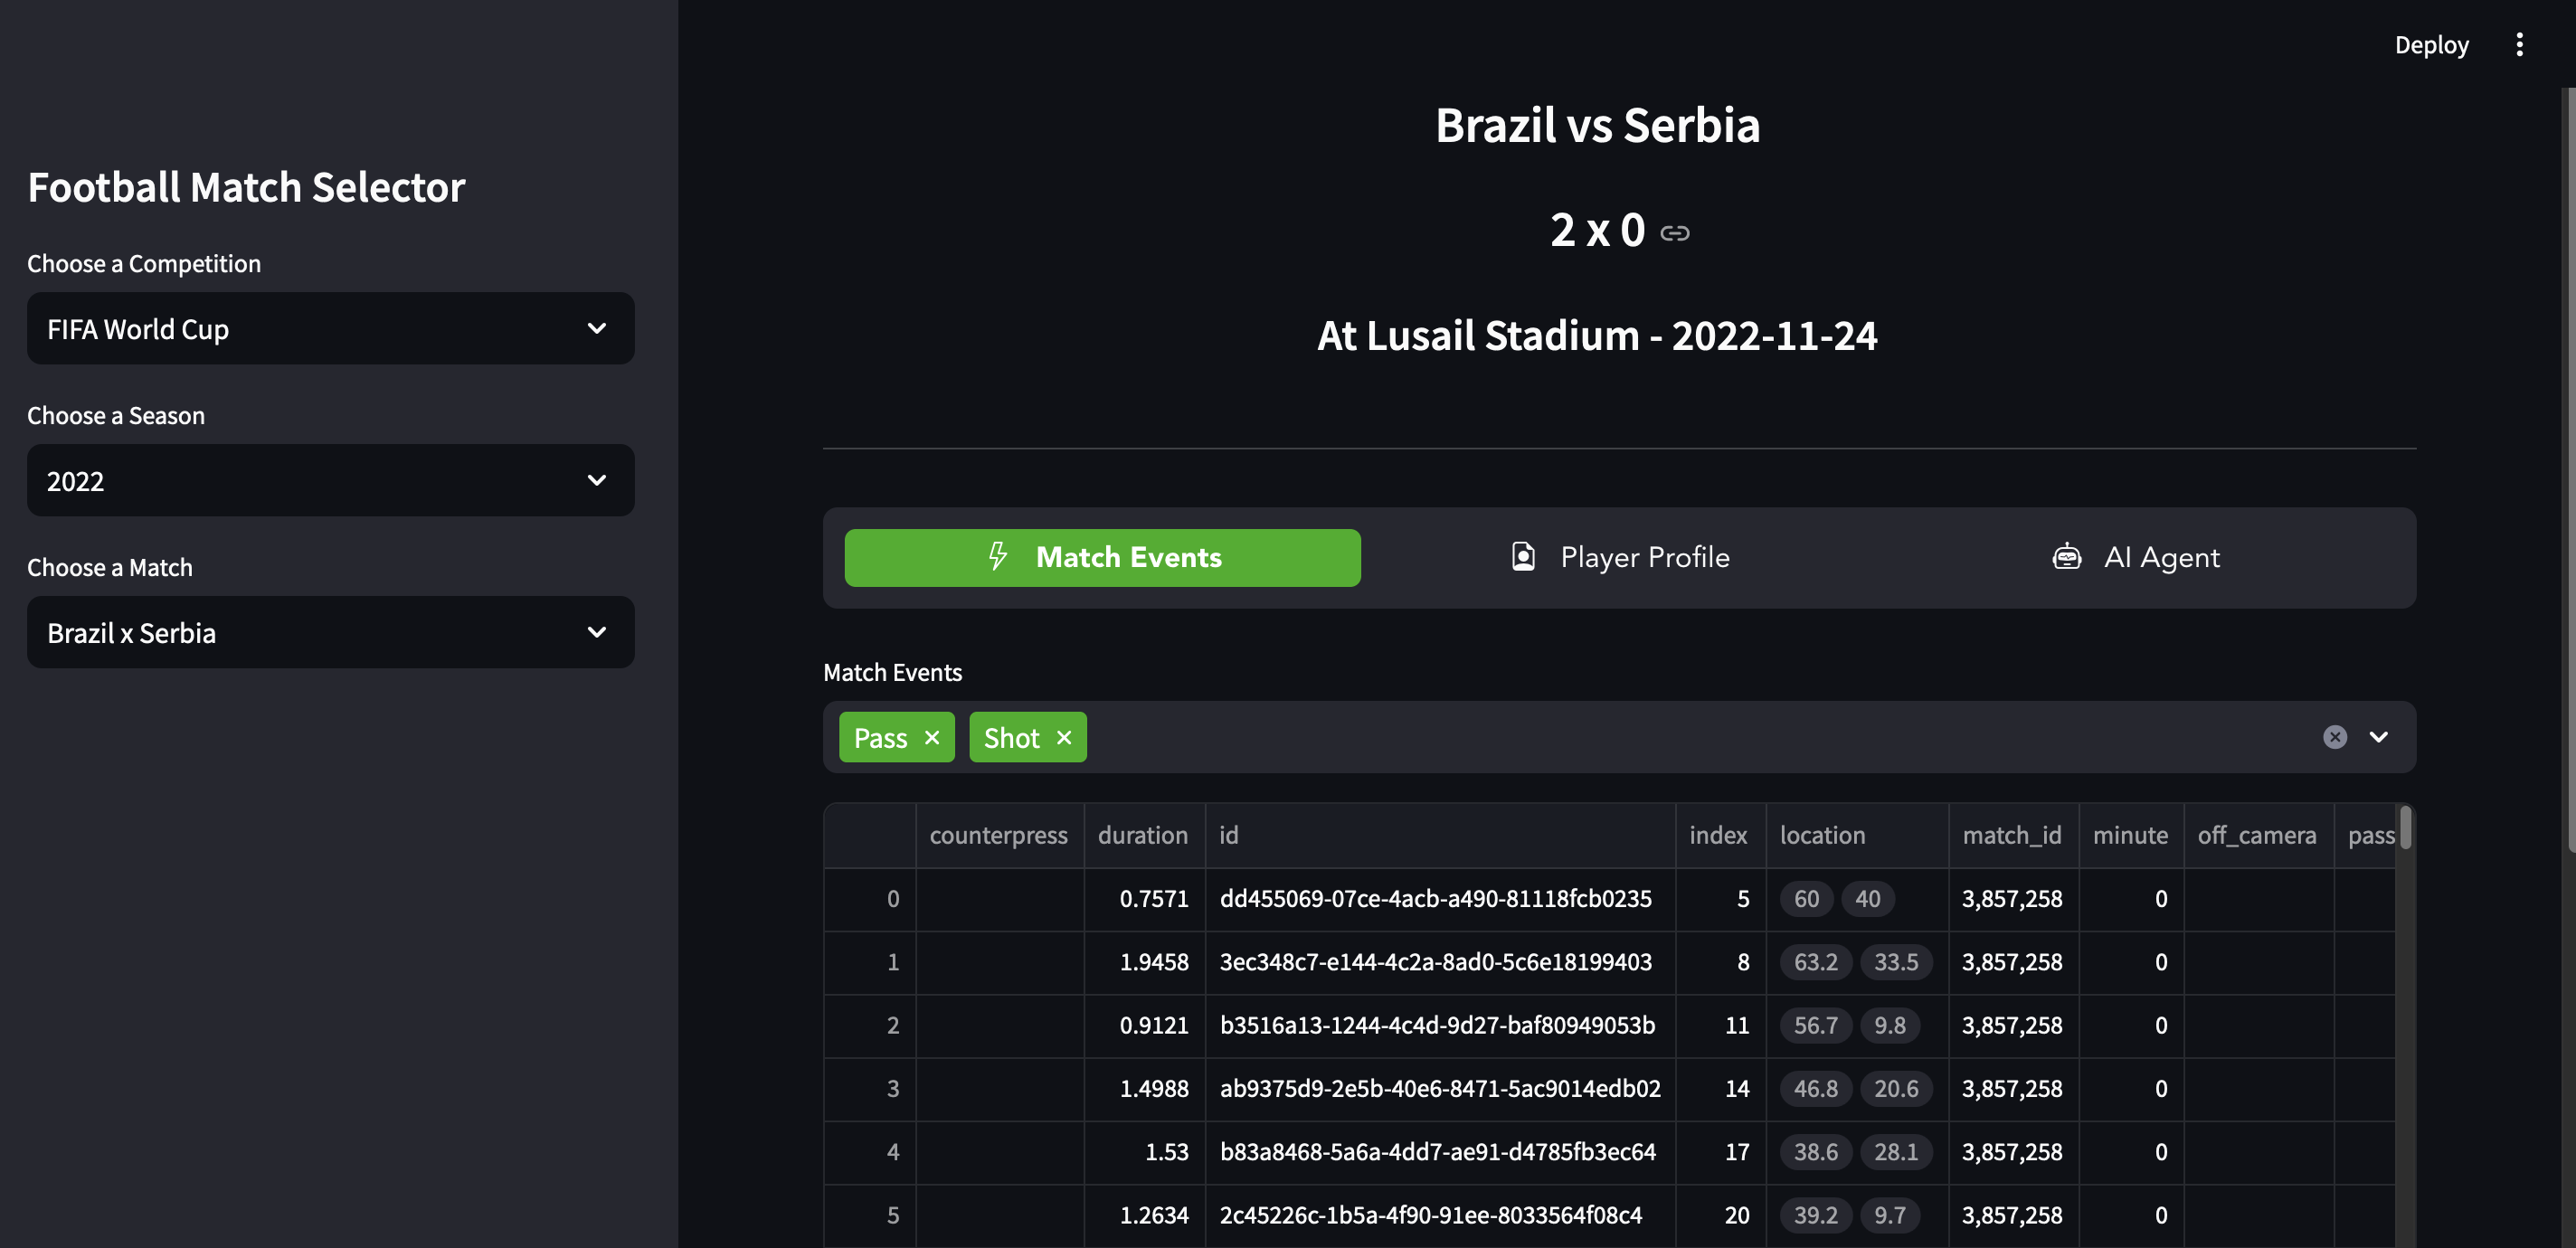 Deploy
Football Match Selector
Choose a Competition
FIFA World Cup
Choose a Season
2022
Choose a Match
Brazil x Serbia
Brazil vs Serbia
2 x 0
At Lusail Stadium - 2022-11-24
Match Events Player Profile AI Agent
Match Events
Pass Shot
counterpress duration id index location match_id minute off_camera pass
0 0.7571 dd455069-07ce-4acb-a490-81118fcb0235 5 60 40 3,857,258 0
1 1.9458 3ec348c7-e144-4c2a-8ad0-5c6e18199403 8 63.2 33.5 3,857,258 0
2 0.9121 b3516a13-1244-4c4d-9d27-baf80949053b 11 56.7 9.8 3,857,258 0
3 1.4988 ab9375d9-2e5b-40e6-8471-5ac9014edb02 14 46.8 20.6 3,857,258 0
4 1.53 b83a8468-5a6a-4dd7-ae91-d4785fb3ec64 17 38.6 28.1 3,857,258 0
5 1.2634 2c45226c-1b5a-4f90-91ee-8033564f08c4 20 39.2 9.7 3,857,258 0